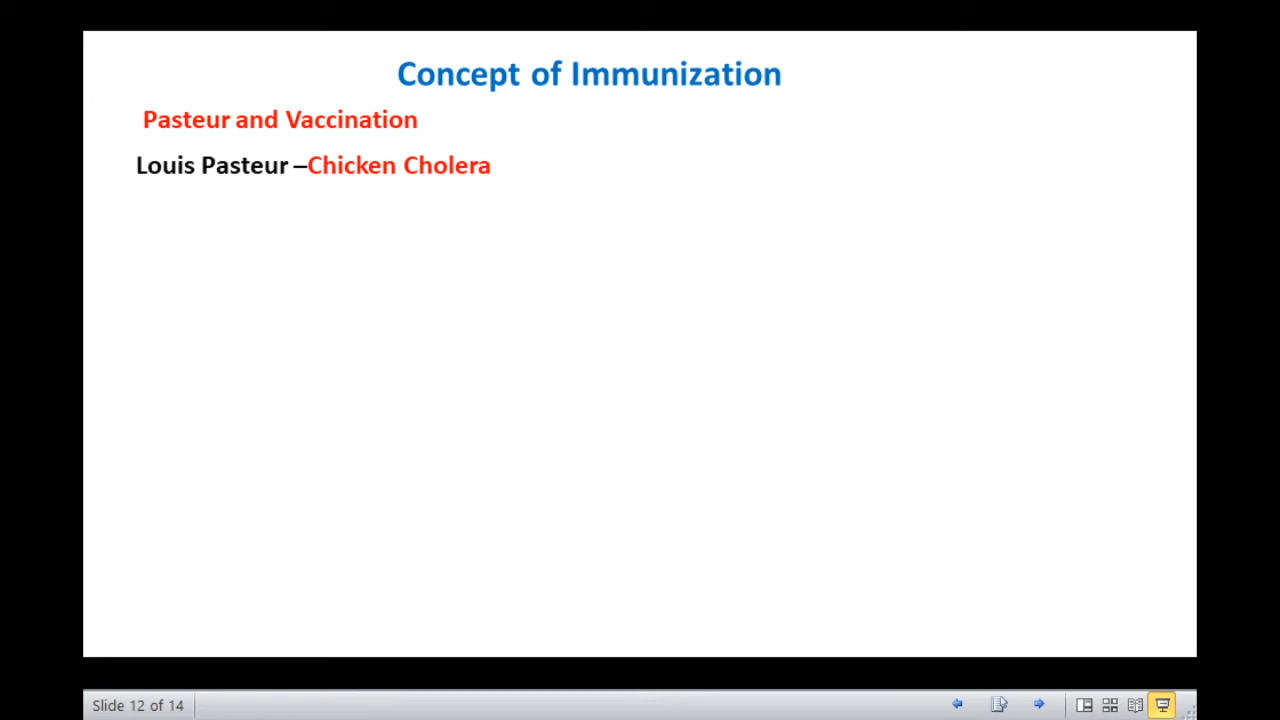 Concept of Immunization
Pasteur and Vaccination
Louis Pasteur –Chicken Cholera
Slide 12 of 14